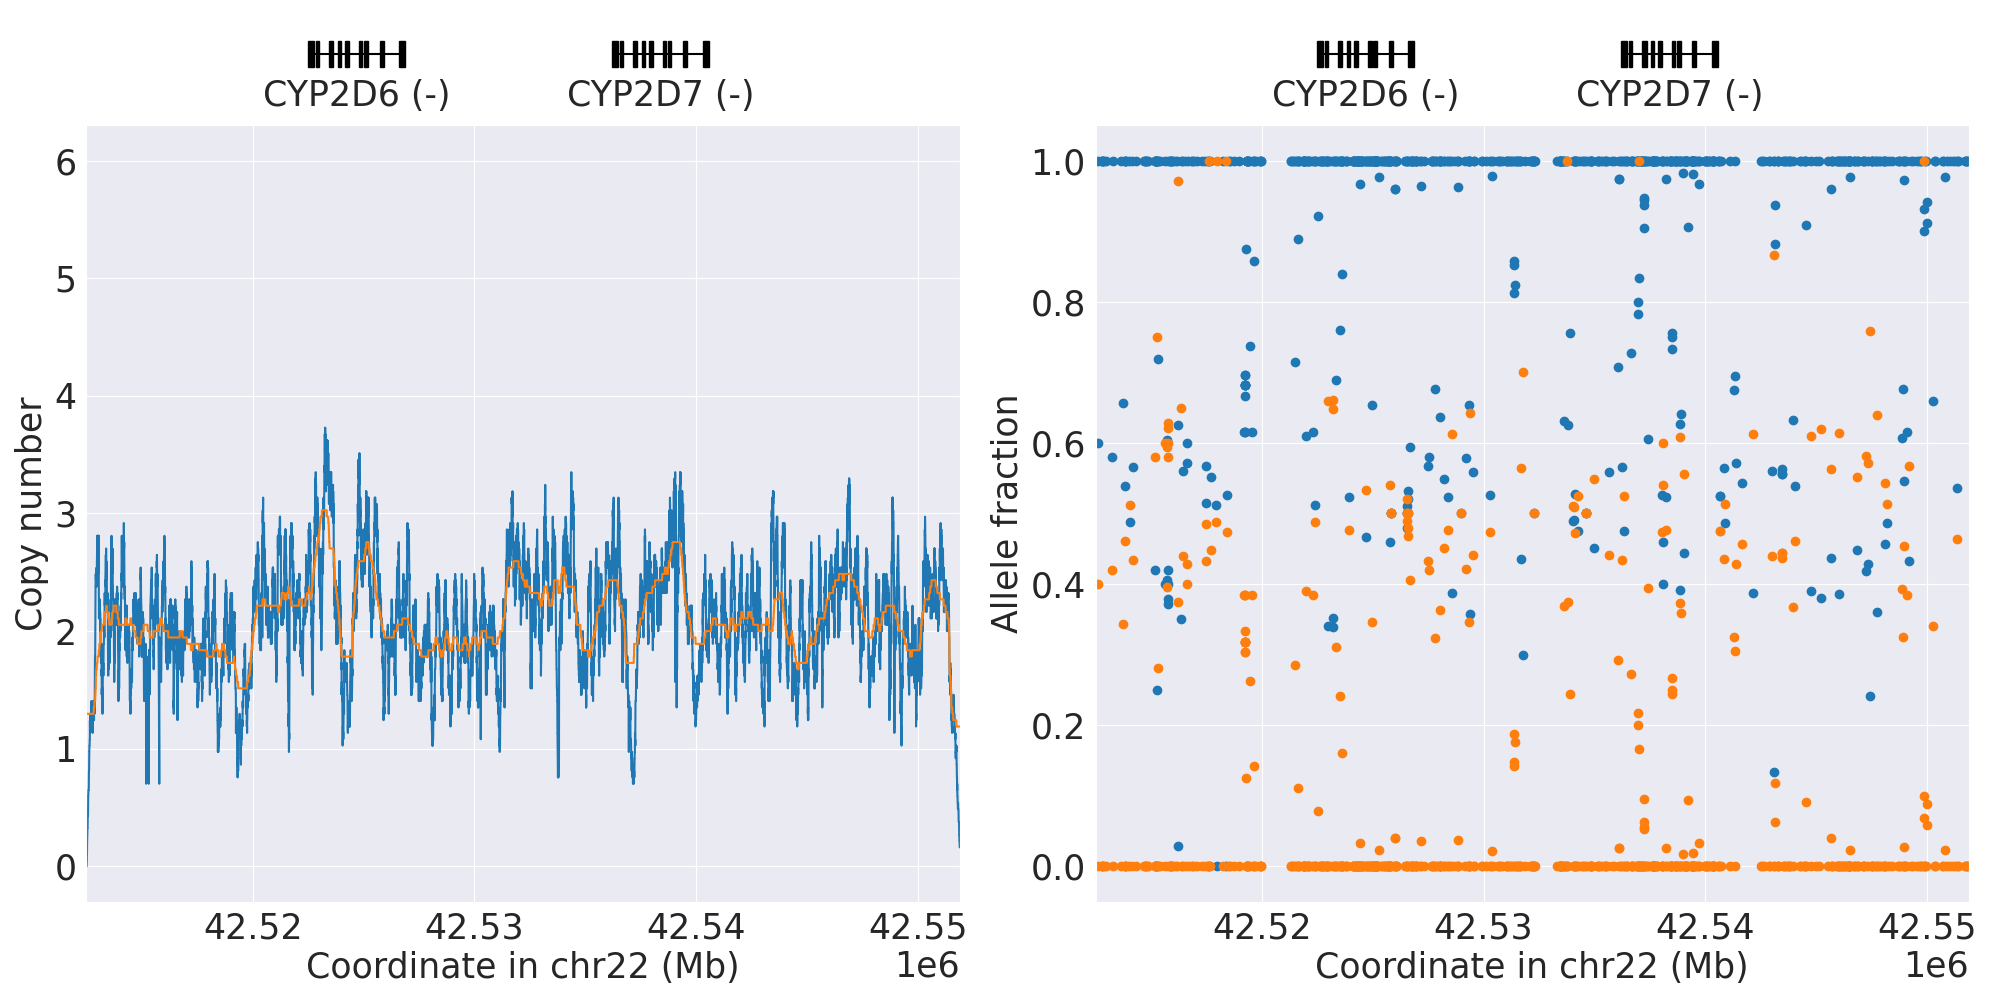 CYP2D6 (-) CYP2D7 (-)
Copy number
6
5
4
3
2
1
0
42.52 42.53 42.54 42.55
Coordinate in chr22 (Mb) 1e6
CYP2D6 (-) CYP2D7 (-)
Allele fraction
1.0
0.8
0.6
0.4
0.2
0.0
42.52 42.53 42.54 42.55
Coordinate in chr22 (Mb) 1e6